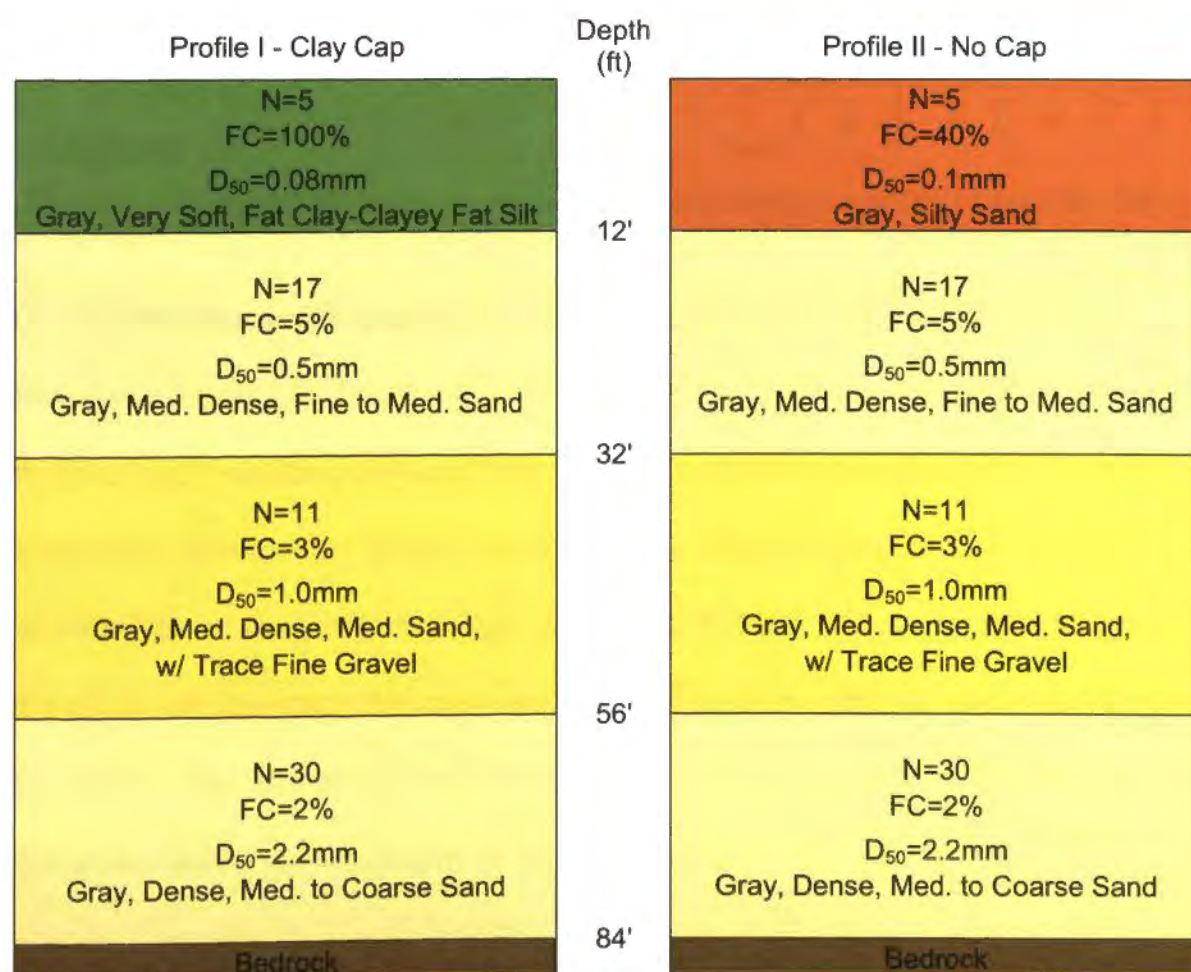 Profile I - Clay Cap
N=5
FC=100%
D₅₀=0.08mm
Gray, Very Soft, Fat Clay-Clayey Fat Silt
N=17
FC=5%
D₅₀=0.5mm
Gray, Med. Dense, Fine to Med. Sand
N=11
FC=3%
D₅₀=1.0mm
Gray, Med. Dense, Med. Sand,
w/ Trace Fine Gravel
N=30
FC=2%
D₅₀=2.2mm
Gray, Dense, Med. to Coarse Sand
Bedrock
Depth
(ft)
12'
32'
56'
84'
Profile II - No Cap
N=5
FC=40%
D₅₀=0.1mm
Gray, Silty Sand
N=17
FC=5%
D₅₀=0.5mm
Gray, Med. Dense, Fine to Med. Sand
N=11
FC=3%
D₅₀=1.0mm
Gray, Med. Dense, Med. Sand,
w/ Trace Fine Gravel
N=30
FC=2%
D₅₀=2.2mm
Gray, Dense, Med. to Coarse Sand
Bedrock